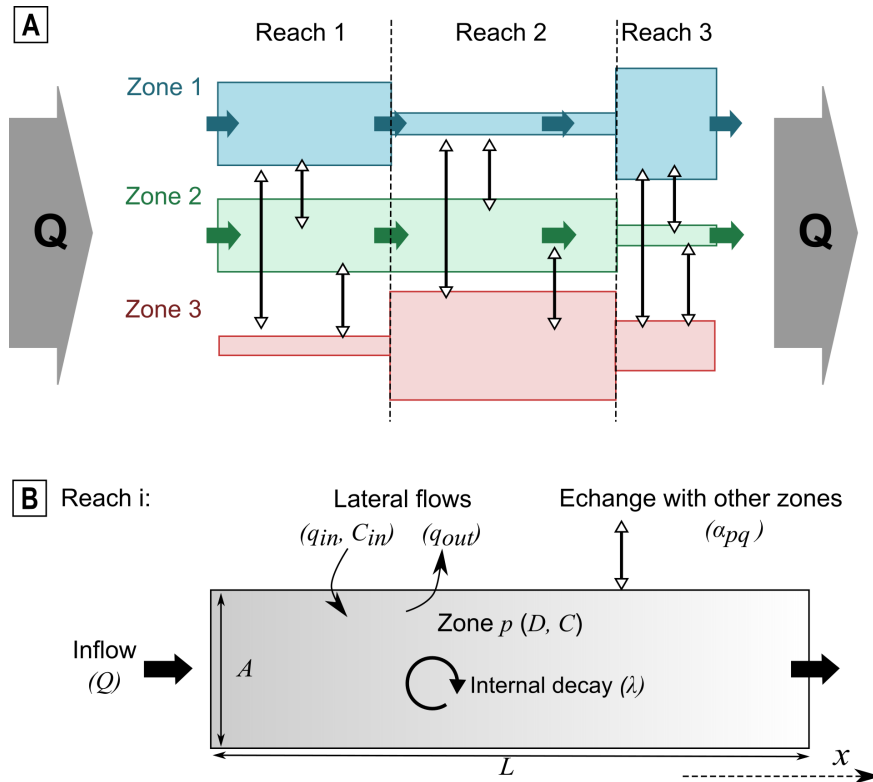 A
Reach 1 Reach 2 Reach 3
Zone 1
Zone 2
Q Q
Zone 3
B Reach i:
Lateral flows Echange with other zones
(q_in, C_in) (q_out) (α_pq)
Zone p (D, C)
Inflow
(Q)
A
Internal decay (λ)
L
x